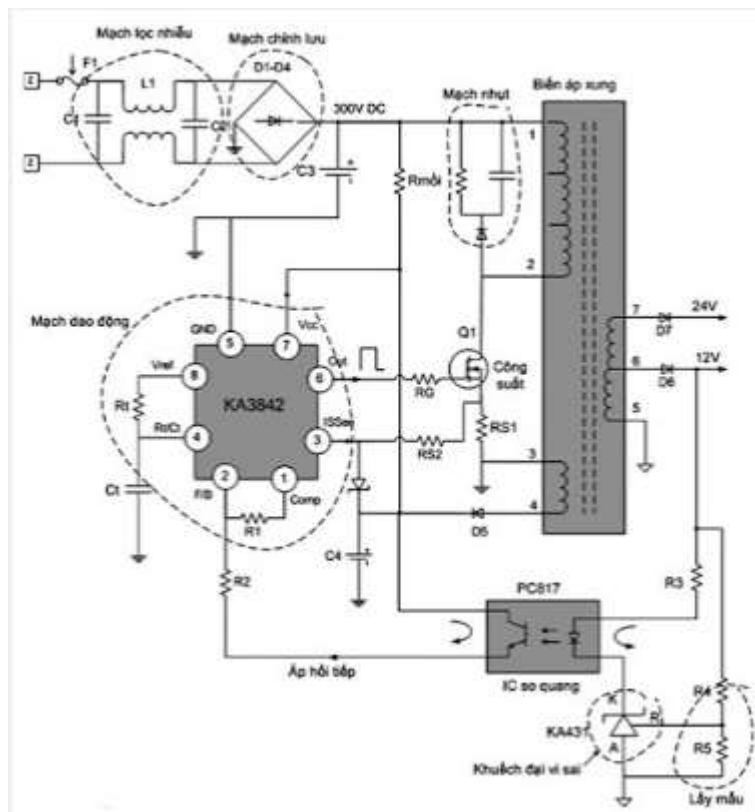 Mạch lọc nhiễu
Mạch chỉnh lưu
F1
L1
D1-D4
C2
300V DC
C3
Rmồi
Mạch nhụt
Biến áp xung
1
2
Mạch dao động
GND
5
Vcc
7
Vref
8
Out
6
KA3842
Rt
Rt/Ct
4
3
2
F/B
1
Comp
Ct
R1
R2
C4
RG
RS2
Q1
Công suất
RS1
3
4
D5
7
24V
D7
6
12V
D6
5
R3
PC817
IC so quang
Áp hồi tiếp
K
R
A
KA431
Khuếch đại vi sai
R4
R5
Lấy mẫu